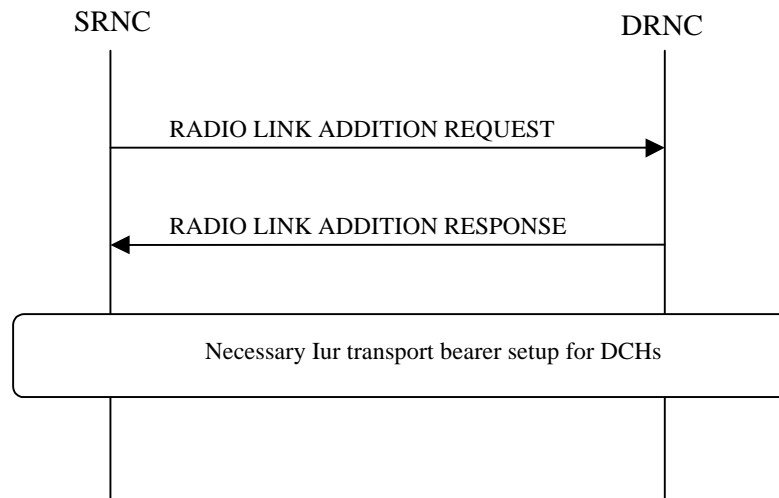 SRNC
DRNC
RADIO LINK ADDITION REQUEST
RADIO LINK ADDITION RESPONSE
Necessary Iur transport bearer setup for DCHs